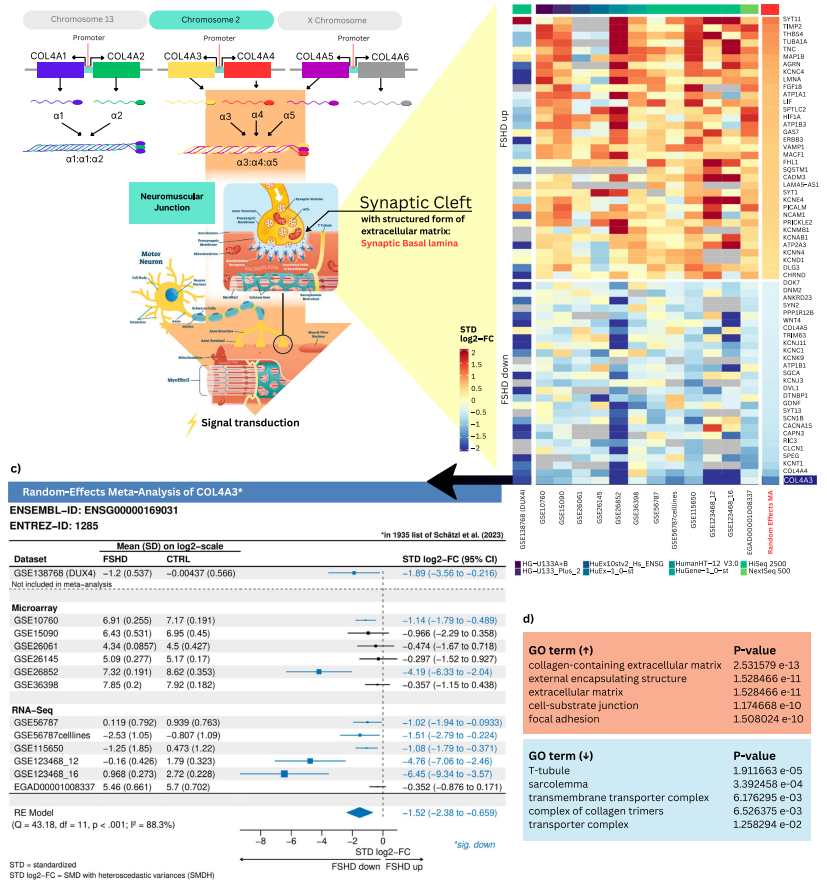 Chromosome 13
Chromosome 2
X Chromosome
Promoter
Promoter
Promoter
COL4A1
COL4A2
COL4A3
COL4A4
COL4A5
COL4A6
α1
α2
α3
α4
α5
α1:α1:α2
α3:α4:α5
Neuromuscular
Junction
Synaptic Vesicles
Axon Terminal
T Tubule
Motor
Neuron
Synaptic Cleft
with structured form of
extracellular matrix:
Synaptic Basal lamina
Myofibril
Axon Terminal
Mitochondrion
Myofibril
Signal transduction
STD
log2-FC
2
1.5
1
0.5
0
-0.5
-1
-1.5
-2
FSHD up
FSHD down
SYT11
TIMP2
THBS4
TUBA1A
TNC
MAP1B
AGRN
KCNC4
LMNA
FGF18
ATP1A1
LIF
SPTLC2
HIF1A
ATP1B3
GAS7
ERBB3
VAMP1
MACF1
FHL1
SQSTM1
CADM3
LAMA5-AS1
SYT1
KCNE4
PICALM
NCAM1
PRICKLE2
KCNMB1
KCNAB1
ATP2A3
KCNN4
KCND1
DLG3
CHRND
DOK7
DNM2
ANKRD23
SYN2
PPP1R12B
WNT4
COL4A5
TRIM63
KCNJ11
KCNC1
KCNK9
ATP1B1
SGCA
KCNJ3
DVL1
DTNBP1
GDNF
SYT13
SCN1B
CACNA1S
CAPN3
RIC3
CLCN1
SPEG
KCNT1
COL4A4
COL4A3
GSE138768 (DUX4)
GSE10760
GSE15090
GSE26061
GSE26145
GSE26852
GSE36398
GSE56787
GSE56787celllines
GSE115650
GSE123468_12
GSE123468_16
EGAD00001008337
Random Effects MA
HG-U133A+B
HuEx10stv2_Hs_ENSG
HumanHT-12 V3.0
HiSeq 2500
HG-U133_Plus_2
HuEx-1_0-st
HuGene-1_0-st
NextSeq 500
c)
Random-Effects Meta-Analysis of COL4A3*
ENSEMBL-ID: ENSG00000169031
ENTREZ-ID: 1285
*in 1935 list of Schätzl et al. (2023)
Mean (SD) on log2-scale
Dataset FSHD CTRL STD log2-FC (95% CI)
GSE138768 (DUX4) -1.2 (0.537) -0.00437 (0.566) -1.89 (-3.56 to -0.216)
Not included in meta-analysis
Microarray
GSE10760 6.91 (0.255) 7.17 (0.191) -1.14 (-1.79 to -0.489)
GSE15090 6.43 (0.531) 6.95 (0.45) -0.966 (-2.29 to 0.358)
GSE26061 4.34 (0.0857) 4.5 (0.427) -0.474 (-1.67 to 0.718)
GSE26145 5.09 (0.277) 5.17 (0.17) -0.297 (-1.52 to 0.927)
GSE26852 7.32 (0.191) 8.62 (0.353) -4.19 (-6.33 to -2.04)
GSE36398 7.85 (0.2) 7.92 (0.182) -0.357 (-1.15 to 0.438)
RNA-Seq
GSE56787 0.119 (0.792) 0.939 (0.763) -1.02 (-1.94 to -0.0933)
GSE56787celllines -2.53 (1.05) -0.807 (1.09) -1.51 (-2.79 to -0.224)
GSE115650 -1.25 (1.85) 0.473 (1.22) -1.08 (-1.79 to -0.371)
GSE123468_12 -0.16 (0.426) 1.79 (0.323) -4.76 (-7.06 to -2.46)
GSE123468_16 0.968 (0.273) 2.72 (0.228) -6.45 (-9.34 to -3.57)
EGAD00001008337 5.46 (0.661) 5.7 (0.702) -0.352 (-0.876 to 0.171)
RE Model -1.52 (-2.38 to -0.659)
(Q = 43.18, df = 11, p < .001; I² = 88.3%)
*sig. down
-8 -6 -4 -2 0
STD log2-FC
FSHD down FSHD up
STD = standardized
STD log2-FC = SMD with heteroscedastic variances (SMDH)
d)
GO term (↑) P-value
collagen-containing extracellular matrix 2.531579 e-13
external encapsulating structure 1.528466 e-11
extracellular matrix 1.528466 e-11
cell-substrate junction 1.174668 e-10
focal adhesion 1.508024 e-10
GO term (↓) P-value
T-tubule 1.911663 e-05
sarcolemma 3.392458 e-04
transmembrane transporter complex 6.176295 e-03
complex of collagen trimers 6.526375 e-03
transporter complex 1.258294 e-02